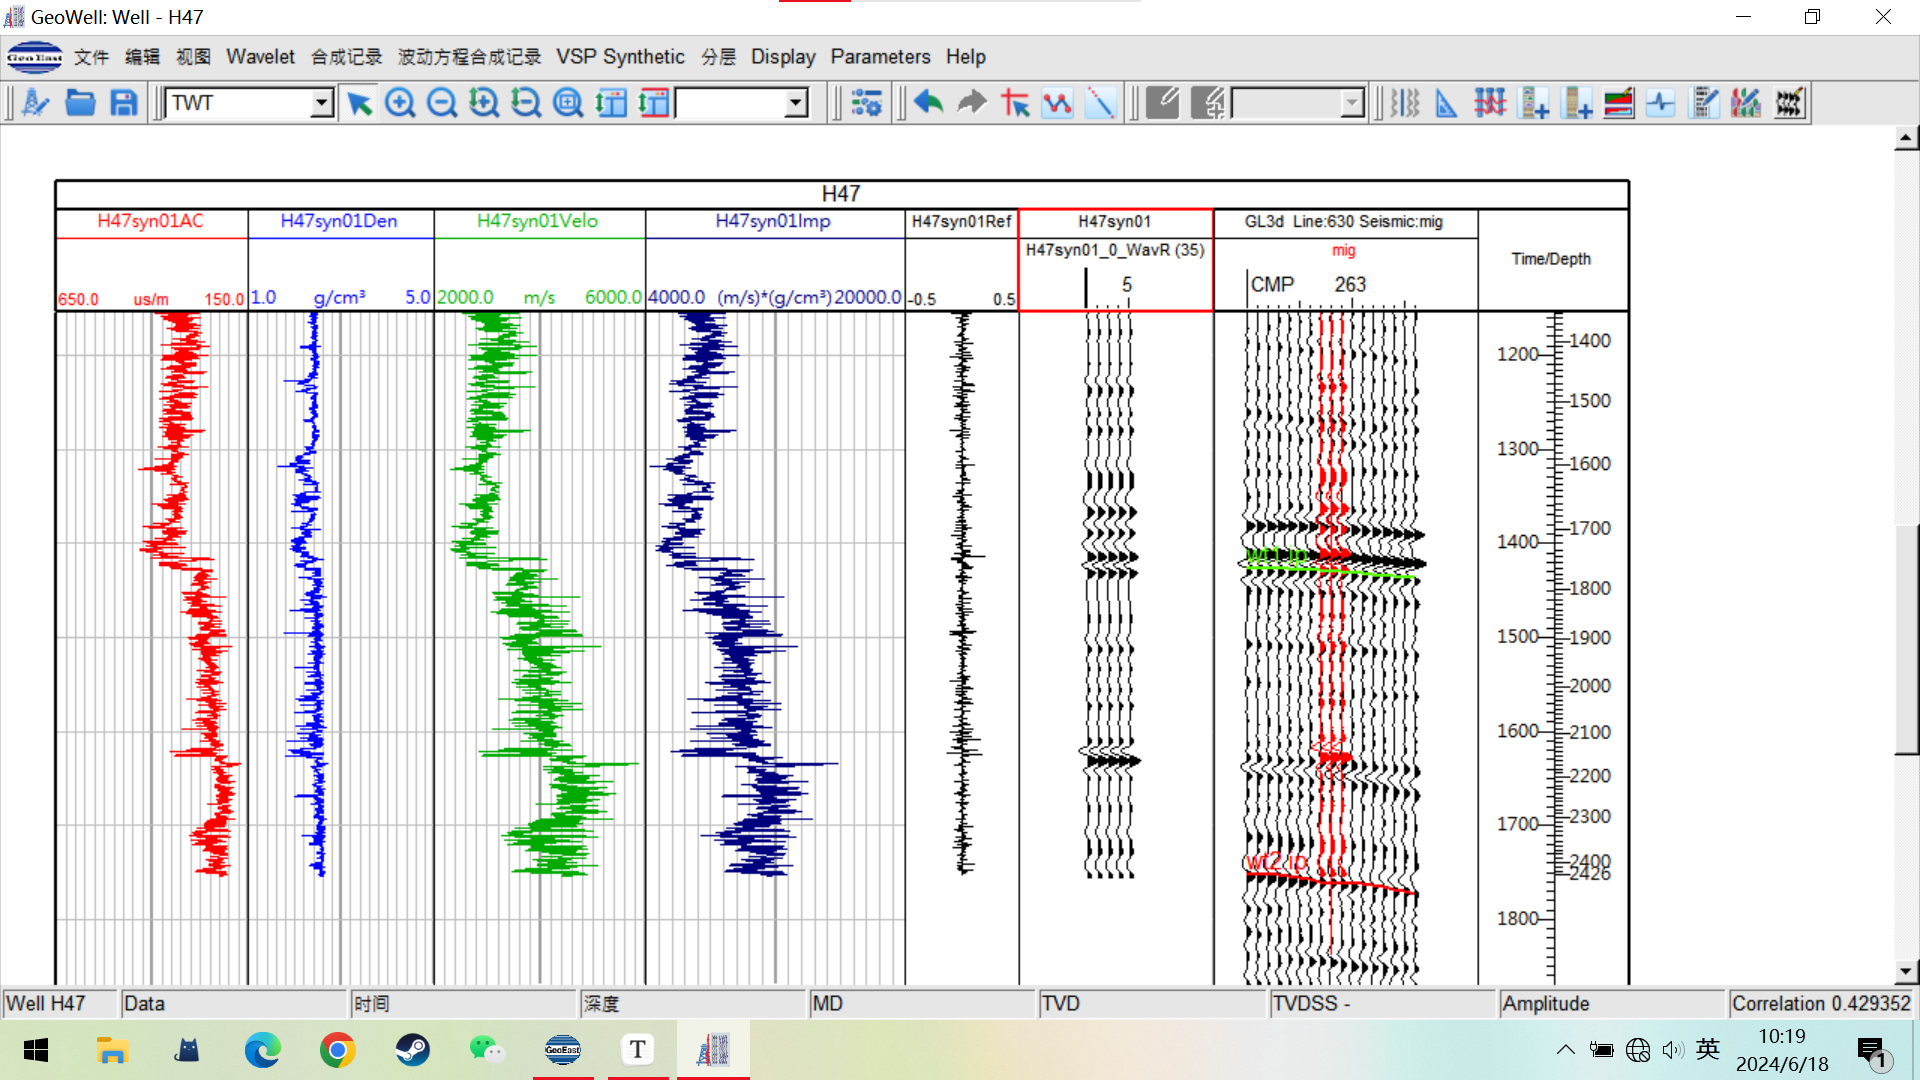 GeoWell: Well - H47
Geo East 文件 编辑 视图 Wavelet 合成记录 波动方程合成记录 VSP Synthetic 分层 Display Parameters Help
TWT
H47
H47syn01AC H47syn01Den H47syn01Velo H47syn01Imp H47syn01Ref H47syn01 GL3d Line:630 Seismic:mig
H47syn01_0_WavR (35) mig Time/Depth
5 CMP 263
650.0 us/m 150.0 1.0 g/cm³ 5.0 2000.0 m/s 6000.0 4000.0 (m/s)*(g/cm³) 20000.0 -0.5 0.5
1400
1200
1500
1300
1600
1700
1400
wt1 ip
1800
1500
1900
2000
1600
2100
2200
2300
1700
wt2 ip
2400
2426
1800
Well H47 Data 时间 深度 MD TVD TVDSS - Amplitude Correlation 0.429352
GeoEast T 英 10:19
2024/6/18 1